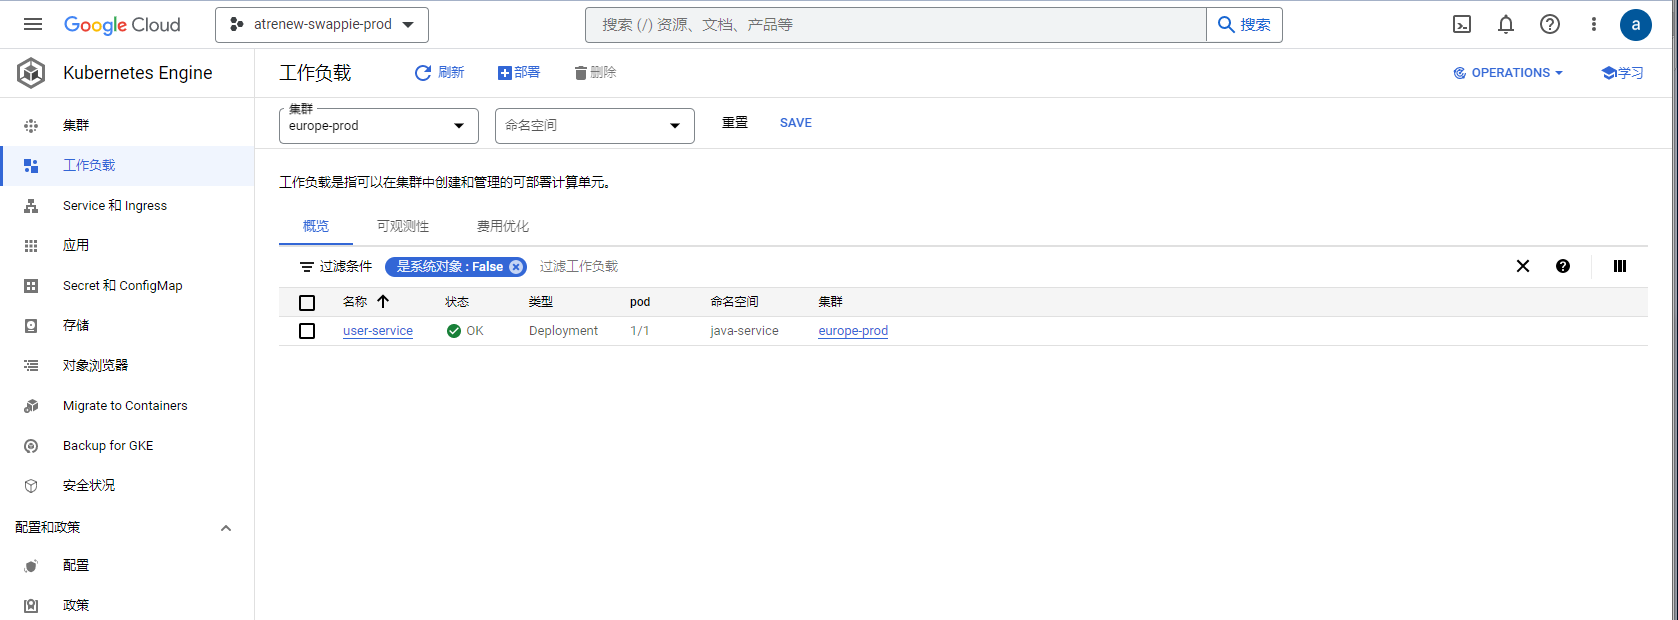 Google Cloud
atrenew-swappie-prod
搜索 (/) 资源、文档、产品等
搜索
a
Kubernetes Engine
工作负载
刷新
部署
删除
OPERATIONS
学习
集群
工作负载
Service 和 Ingress
应用
Secret 和 ConfigMap
存储
对象浏览器
Migrate to Containers
Backup for GKE
安全状况
配置和政策
配置
政策
集群
europe-prod
命名空间
重置
SAVE
工作负载是指可以在集群中创建和管理的可部署计算单元。
概览 可观测性 费用优化
过滤条件 是系统对象 : False 过滤工作负载
名称 状态 类型 pod 命名空间 集群
user-service OK Deployment 1/1 java-service europe-prod